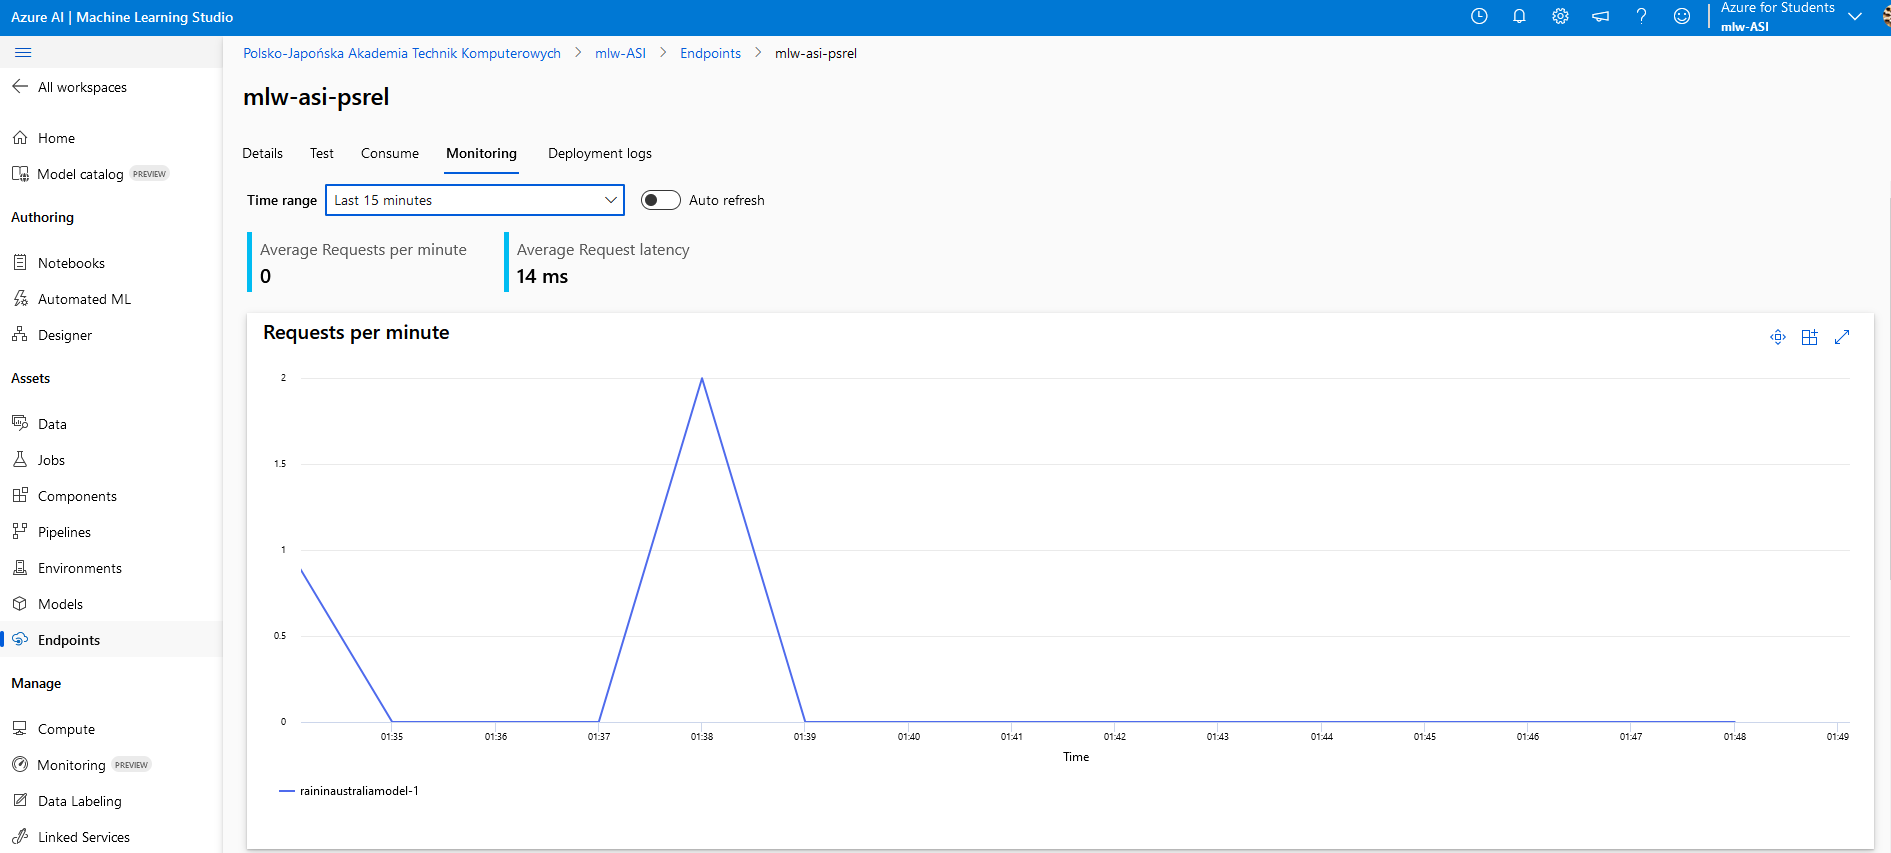 Azure AI | Machine Learning Studio
Azure for Students
mlw-ASI
All workspaces
Home
Model catalog PREVIEW
Authoring
Notebooks
Automated ML
Designer
Assets
Data
Jobs
Components
Pipelines
Environments
Models
Endpoints
Manage
Compute
Monitoring PREVIEW
Data Labeling
Linked Services
Polsko-Japońska Akademia Technik Komputerowych > mlw-ASI > Endpoints > mlw-asi-psrel
mlw-asi-psrel
Details Test Consume Monitoring Deployment logs
Time range Last 15 minutes Auto refresh
Average Requests per minute
0
Average Request latency
14 ms
Requests per minute
2
1.5
1
0.5
0
01:35 01:36 01:37 01:38 01:39 01:40 01:41 01:42 01:43 01:44 01:45 01:46 01:47 01:48 01:49
Time
raininaustraliamodel-1